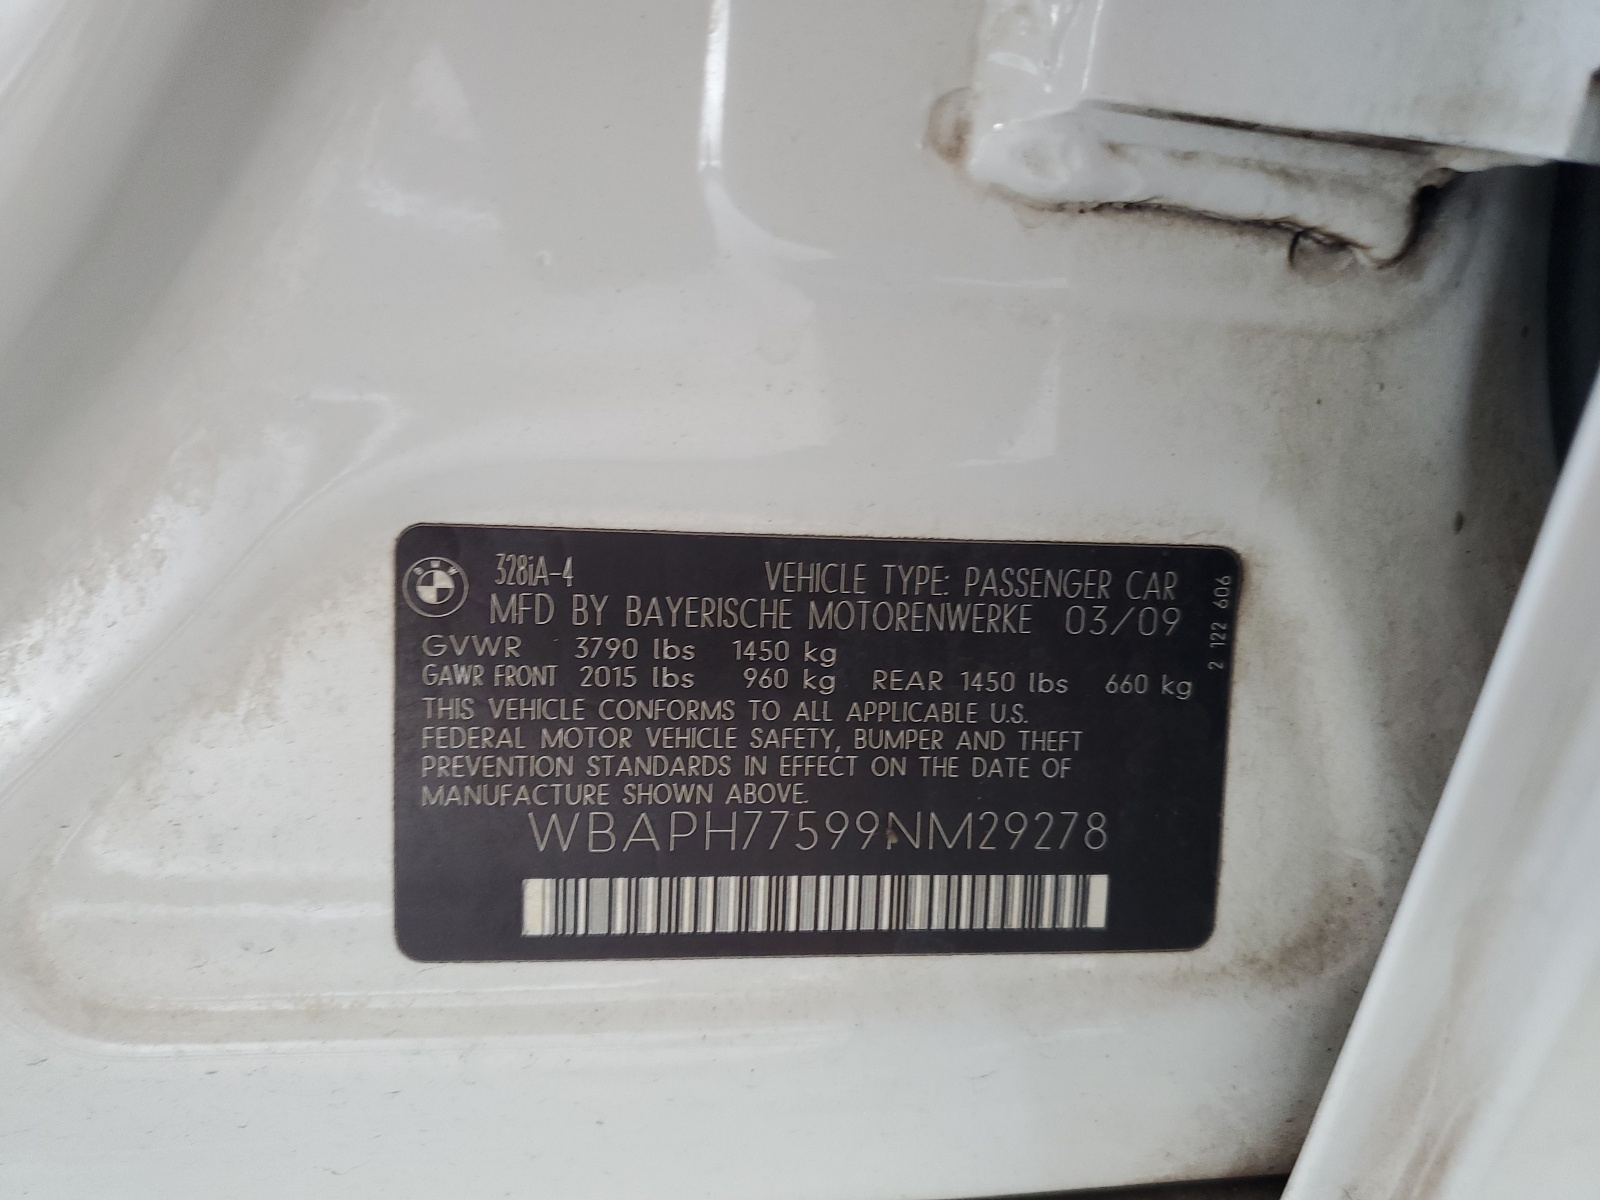 BMW
328iA-4
VEHICLE TYPE: PASSENGER CAR
MFD BY BAYERISCHE MOTORENWERKE 03/09
GVWR 3790 lbs 1450 kg
GAWR FRONT 2015 lbs 960 kg REAR 1450 lbs 660 kg
THIS VEHICLE CONFORMS TO ALL APPLICABLE U.S.
FEDERAL MOTOR VEHICLE SAFETY, BUMPER AND THEFT
PREVENTION STANDARDS IN EFFECT ON THE DATE OF
MANUFACTURE SHOWN ABOVE.
WBAPH77599NM29278
2 122 606